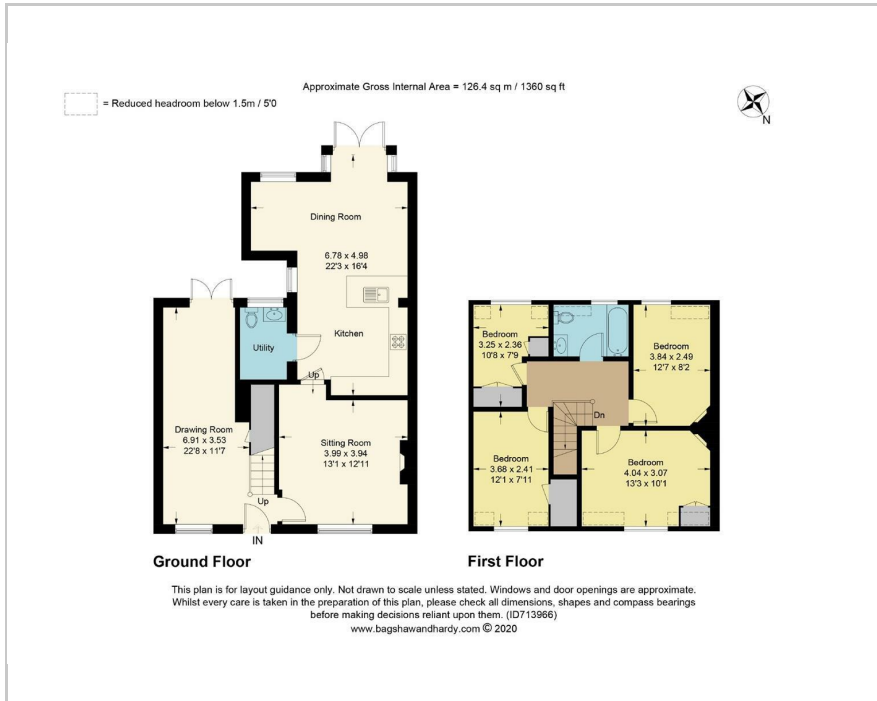 Approximate Gross Internal Area = 126.4 sq m / 1360 sq ft
= Reduced headroom below 1.5m / 5'0
N
Dining Room
6.78 x 4.98
22'3 x 16'4
Kitchen
Utility
Up
Drawing Room
6.91 x 3.53
22'8 x 11'7
Sitting Room
3.99 x 3.94
13'1 x 12'11
Up
IN
Ground Floor
Bedroom
3.25 x 2.36
10'8 x 7'9
Bedroom
3.84 x 2.49
12'7 x 8'2
Dn
Bedroom
3.68 x 2.41
12'1 x 7'11
Bedroom
4.04 x 3.07
13'3 x 10'1
First Floor
This plan is for layout guidance only. Not drawn to scale unless stated. Windows and door openings are approximate.
Whilst every care is taken in the preparation of this plan, please check all dimensions, shapes and compass bearings
before making decisions reliant upon them. (ID713966)
www.bagshawandhardy.com © 2020